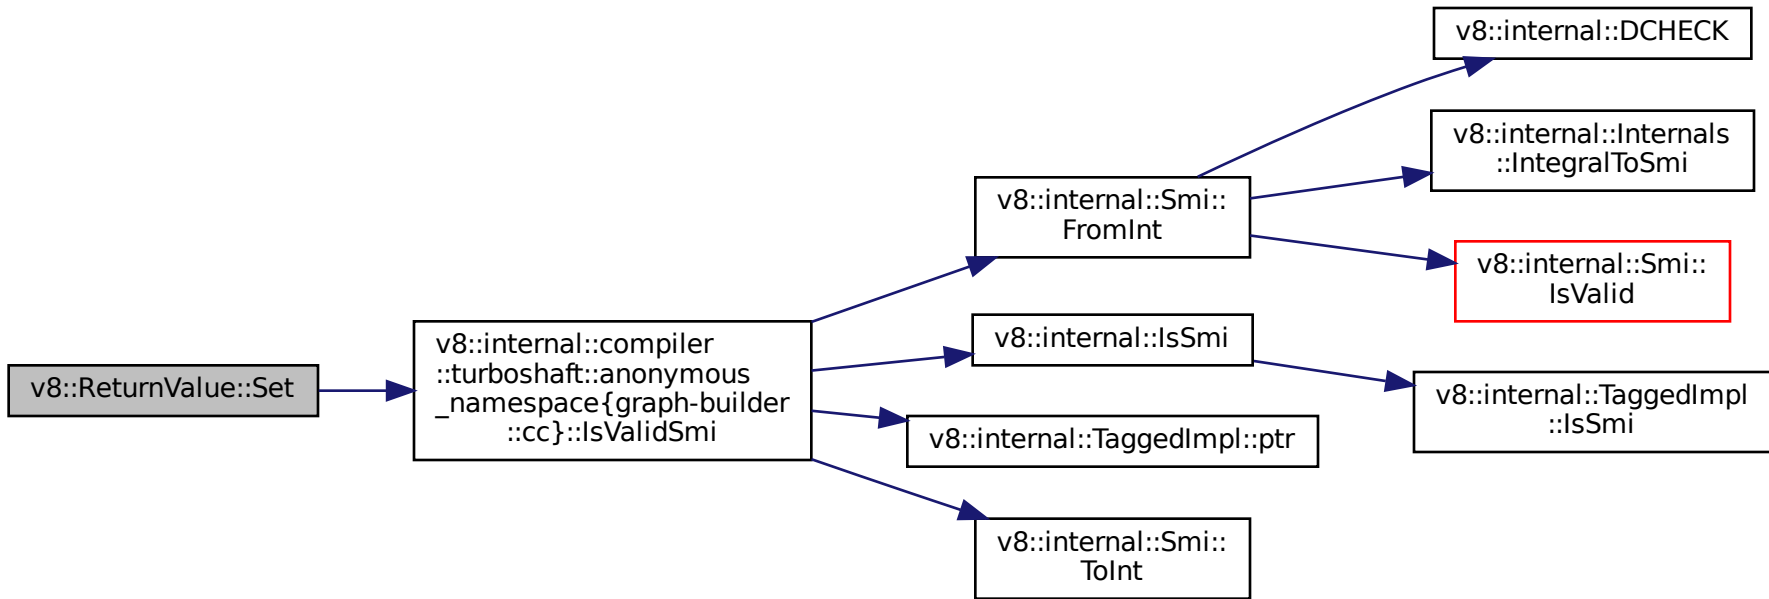 v8::ReturnValue::Set
v8::internal::compiler
::turboshaft::anonymous
_namespace{graph-builder
::cc}::IsValidSmi
v8::internal::Smi::
FromInt
v8::internal::IsSmi
v8::internal::TaggedImpl::ptr
v8::internal::Smi::
ToInt
v8::internal::DCHECK
v8::internal::Internals
::IntegralToSmi
v8::internal::Smi::
IsValid
v8::internal::TaggedImpl
::IsSmi